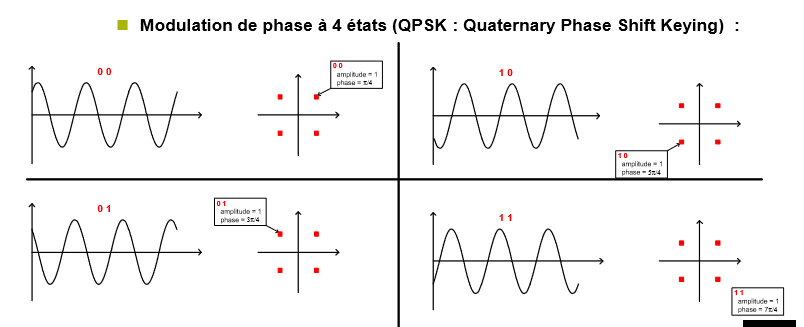 Modulation de phase à 4 états (QPSK : Quaternary Phase Shift Keying) :
0 0
0 0
amplitude = 1
phase = π/4
1 0
1 0
amplitude = 1
phase = 5π/4
0 1
0 1
amplitude = 1
phase = 3π/4
1 1
1 1
amplitude = 1
phase = 7π/4